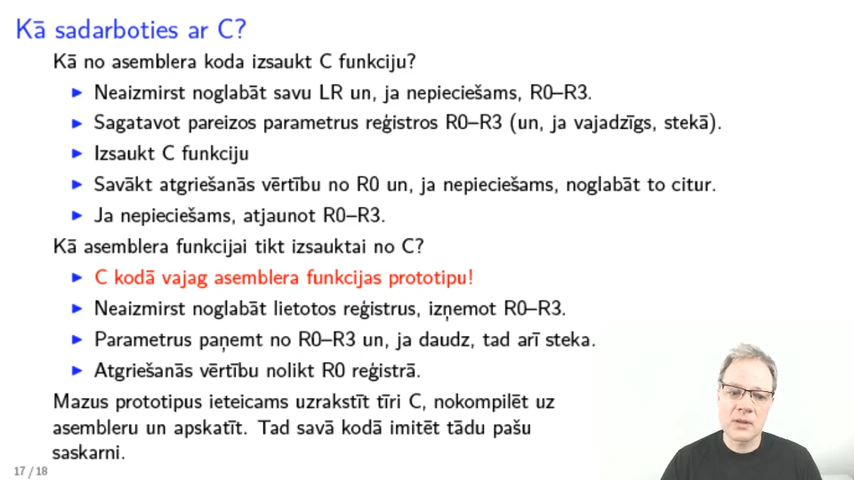 Kā sadarboties ar C?
Kā no asemblera koda izsaukt C funkciju?
Neaizmirst noglabāt savu LR un, ja nepieciešams, R0–R3.
Sagatavot pareizos parametrus reģistros R0–R3 (un, ja vajadzīgs, stekā).
Izsaukt C funkciju
Savākt atgriešanās vērtību no R0 un, ja nepieciešams, noglabāt to citur.
Ja nepieciešams, atjaunot R0–R3.
Kā asemblera funkcijai tikt izsauktai no C?
C kodā vajag asemblera funkcijas prototipu!
Neaizmirst noglabāt lietotos reģistrus, izņemot R0–R3.
Parametrus paņemt no R0–R3 un, ja daudz, tad arī steka.
Atgriešanās vērtību nolikt R0 reģistrā.
Mazus prototipus ieteicams uzrakstīt tīri C, nokompilēt uz
asembleru un apskatīt. Tad savā kodā imitēt tādu pašu
saskarni.
17 / 18